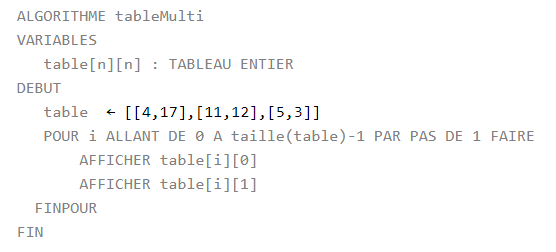 ALGORITHME tableMulti
VARIABLES
table[n][n] : TABLEAU ENTIER
DEBUT
table ← [[4,17],[11,12],[5,3]]
POUR i ALLANT DE 0 A taille(table)-1 PAR PAS DE 1 FAIRE
AFFICHER table[i][0]
AFFICHER table[i][1]
FINPOUR
FIN